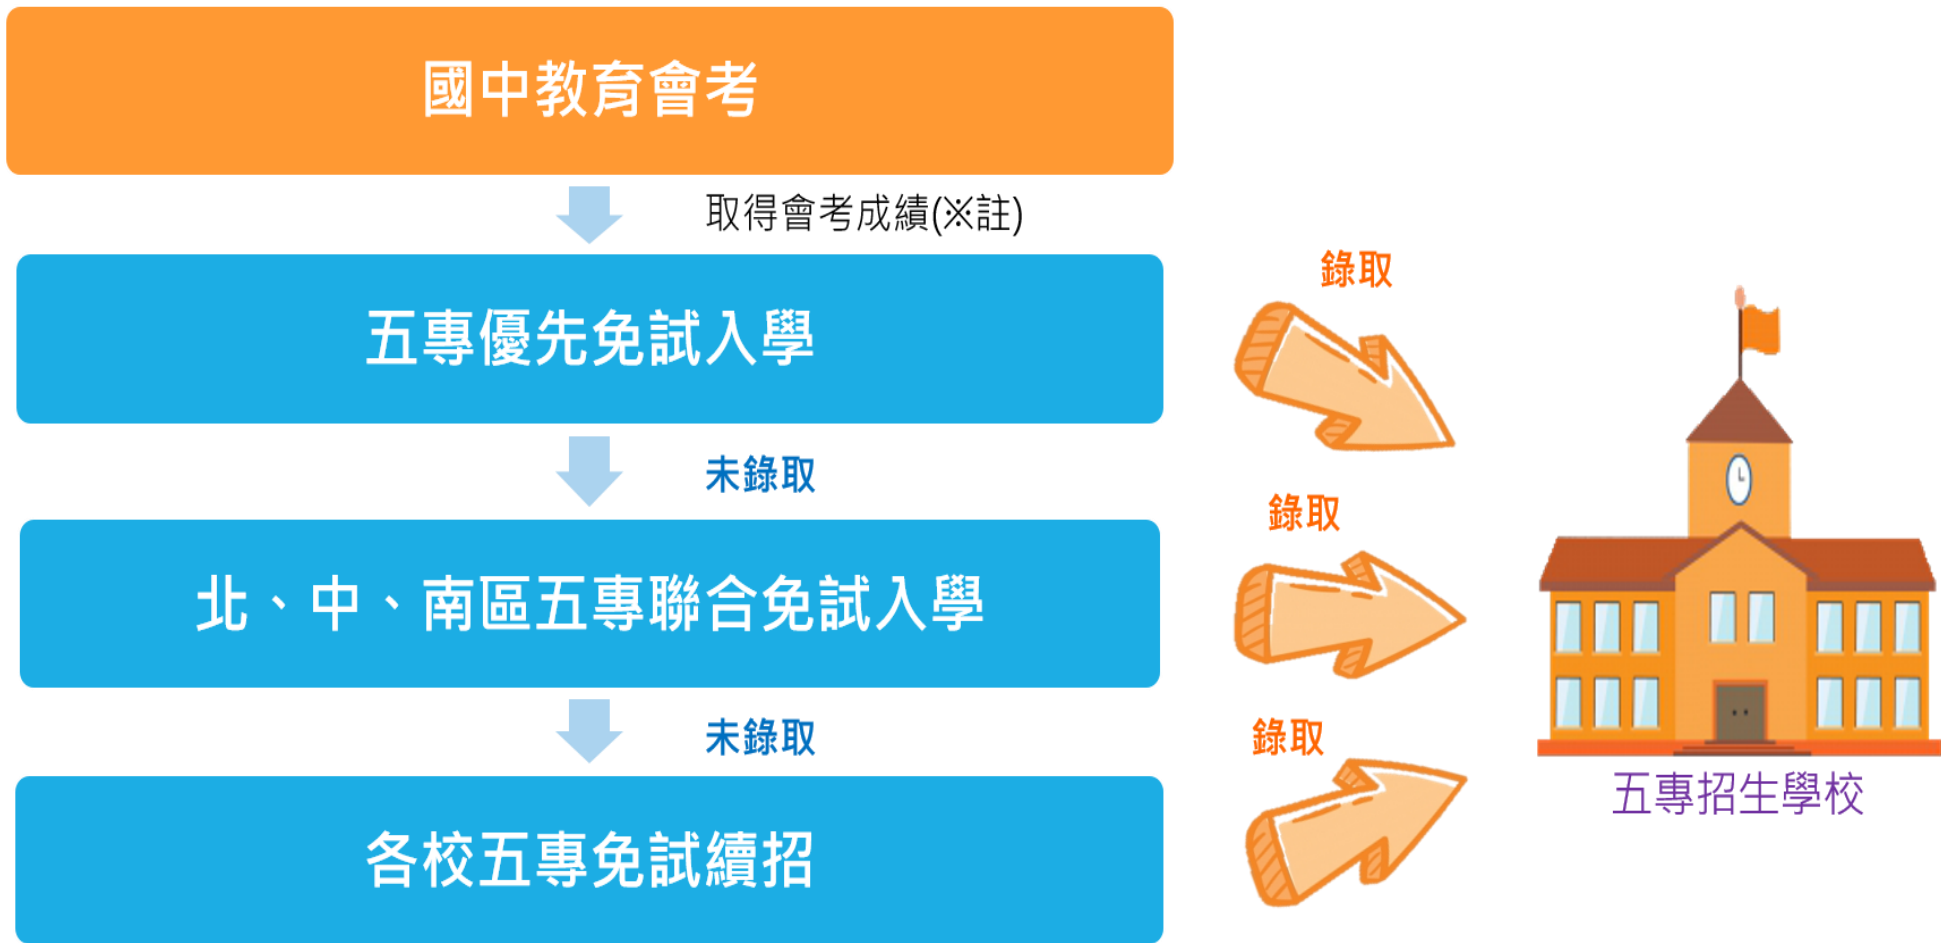 國中教育會考
取得會考成績(※註)
五專優先免試入學
錄取
未錄取
北、中、南區五專聯合免試入學
錄取
未錄取
錄取
各校五專免試續招
五專招生學校